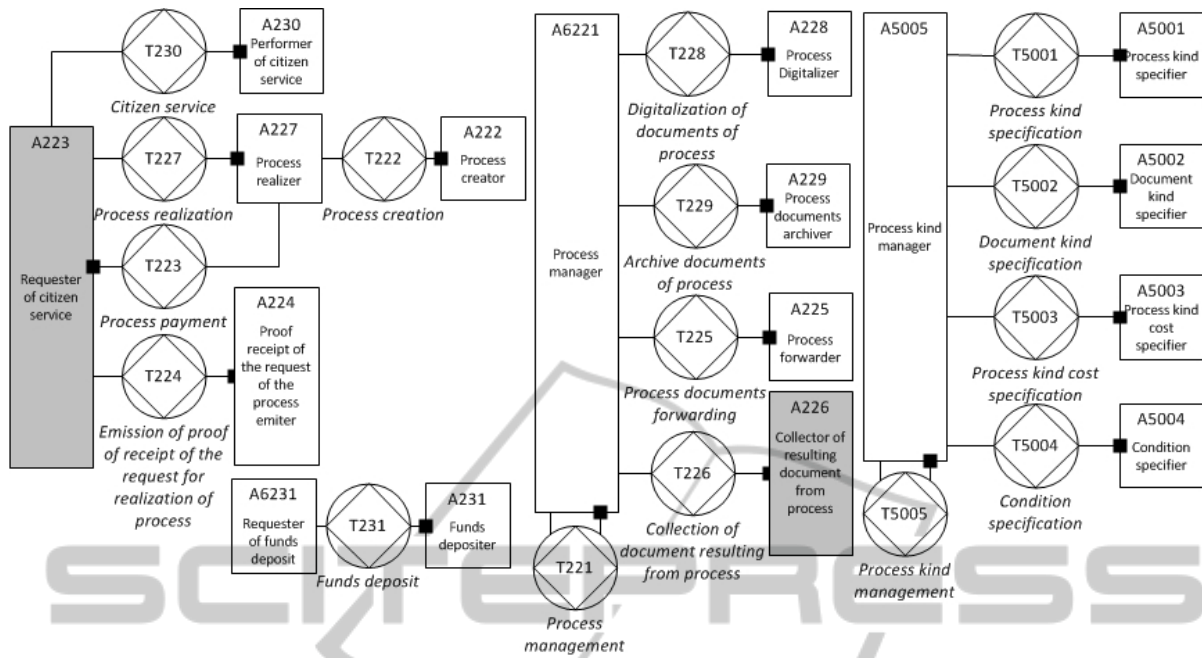 A230
Performer
of citizen
service
T230
Citizen service
A223
Requester
of citizen
service
T227
Process realization
A227
Process
realizer
T222
Process creation
A222
Process
creator
T223
Process payment
T224
Emission of proof
of receipt of the
request for
realization of
process
A224
Proof
receipt of
the request
of the
process
emiter
A6231
Requester
of funds
deposit
T231
Funds deposit
A231
Funds
depositer
A6221
Process
manager
T228
Digitalization of
documents of
process
A228
Process
Digitalizer
T229
Archive documents
of process
A229
Process
documents
archiver
T225
Process documents
forwarding
A225
Process
forwarder
T226
Collection of
document resulting
from process
A226
Collector of
resulting
document
from
process
T221
Process
management
A5005
Process kind
manager
T5001
Process kind
specification
A5001
Process kind
specifier
T5002
Document kind
specification
A5002
Document
kind
specifier
T5003
Process kind cost
specification
A5003
Process kind
cost
specifier
T5004
Condition
specification
A5004
Condition
specifier
T5005
Process kind
management
SCITEPRESS